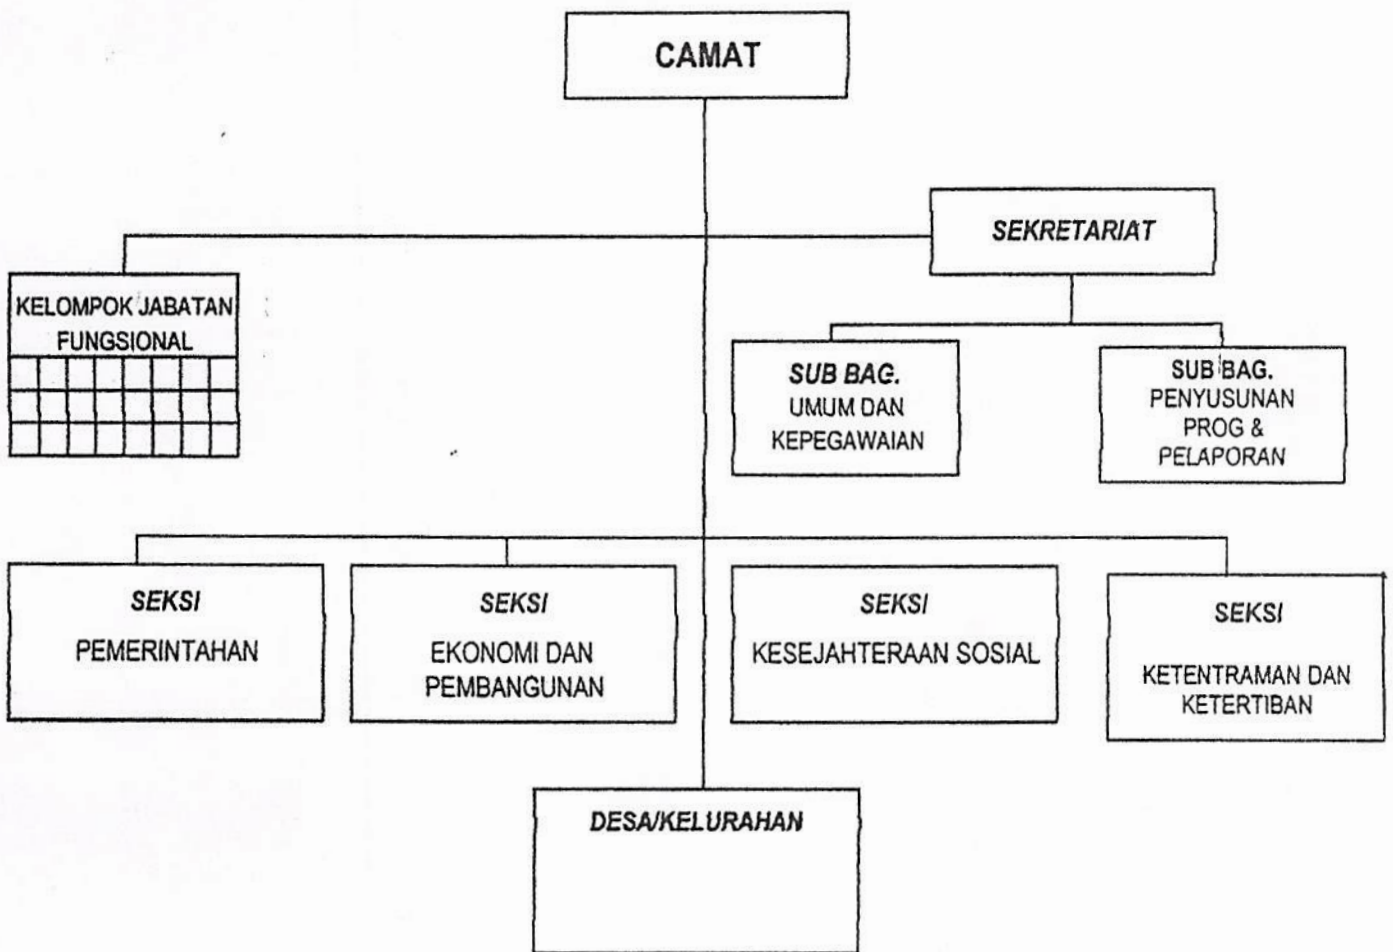 CAMAT
SEKRETARIAT
KELOMPOK JABATAN
FUNGSIONAL
SUB BAG.
UMUM DAN
KEPEGAWAIAN
SUB BAG.
PENYUSUNAN
PROG &
PELAPORAN
SEKSI
PEMERINTAHAN
SEKSI
EKONOMI DAN
PEMBANGUNAN
SEKSI
KESEJAHTERAAN SOSIAL
SEKSI
KETENTRAMAN DAN
KETERTIBAN
DESA/KELURAHAN